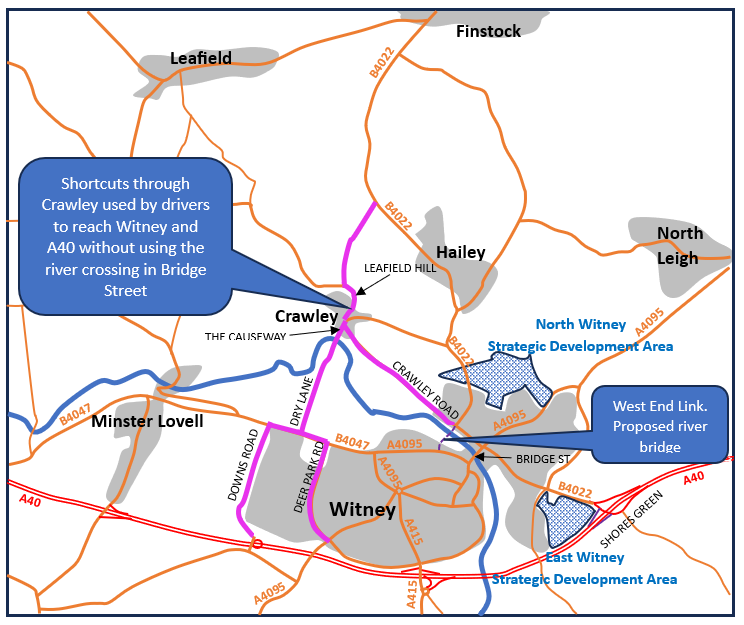 Finstock
Leafield
B4022
Shortcuts through
Crawley used by drivers
to reach Witney and
A40 without using the
river crossing in Bridge
Street
B4022
Hailey
North
Leigh
LEAFIELD HILL
Crawley
THE CAUSEWAY
North Witney
Strategic Development Area
A4095
B4022
CRAWLEY ROAD
DRY LANE
B4047
Minster Lovell
A4095
West End Link.
Proposed river
bridge
DOWNS ROAD
DEER PARK RD
B4047
A4095
BRIDGE ST
A4095
B4022
A40
A40
Witney
SHORES GREEN
A415
East Witney
Strategic Development Area
A4095
A415